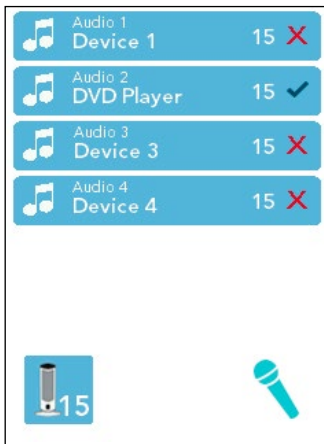 Audio 1
Device 1 15
Audio 2
DVD Player 15
Audio 3
Device 3 15
Audio 4
Device 4 15
15